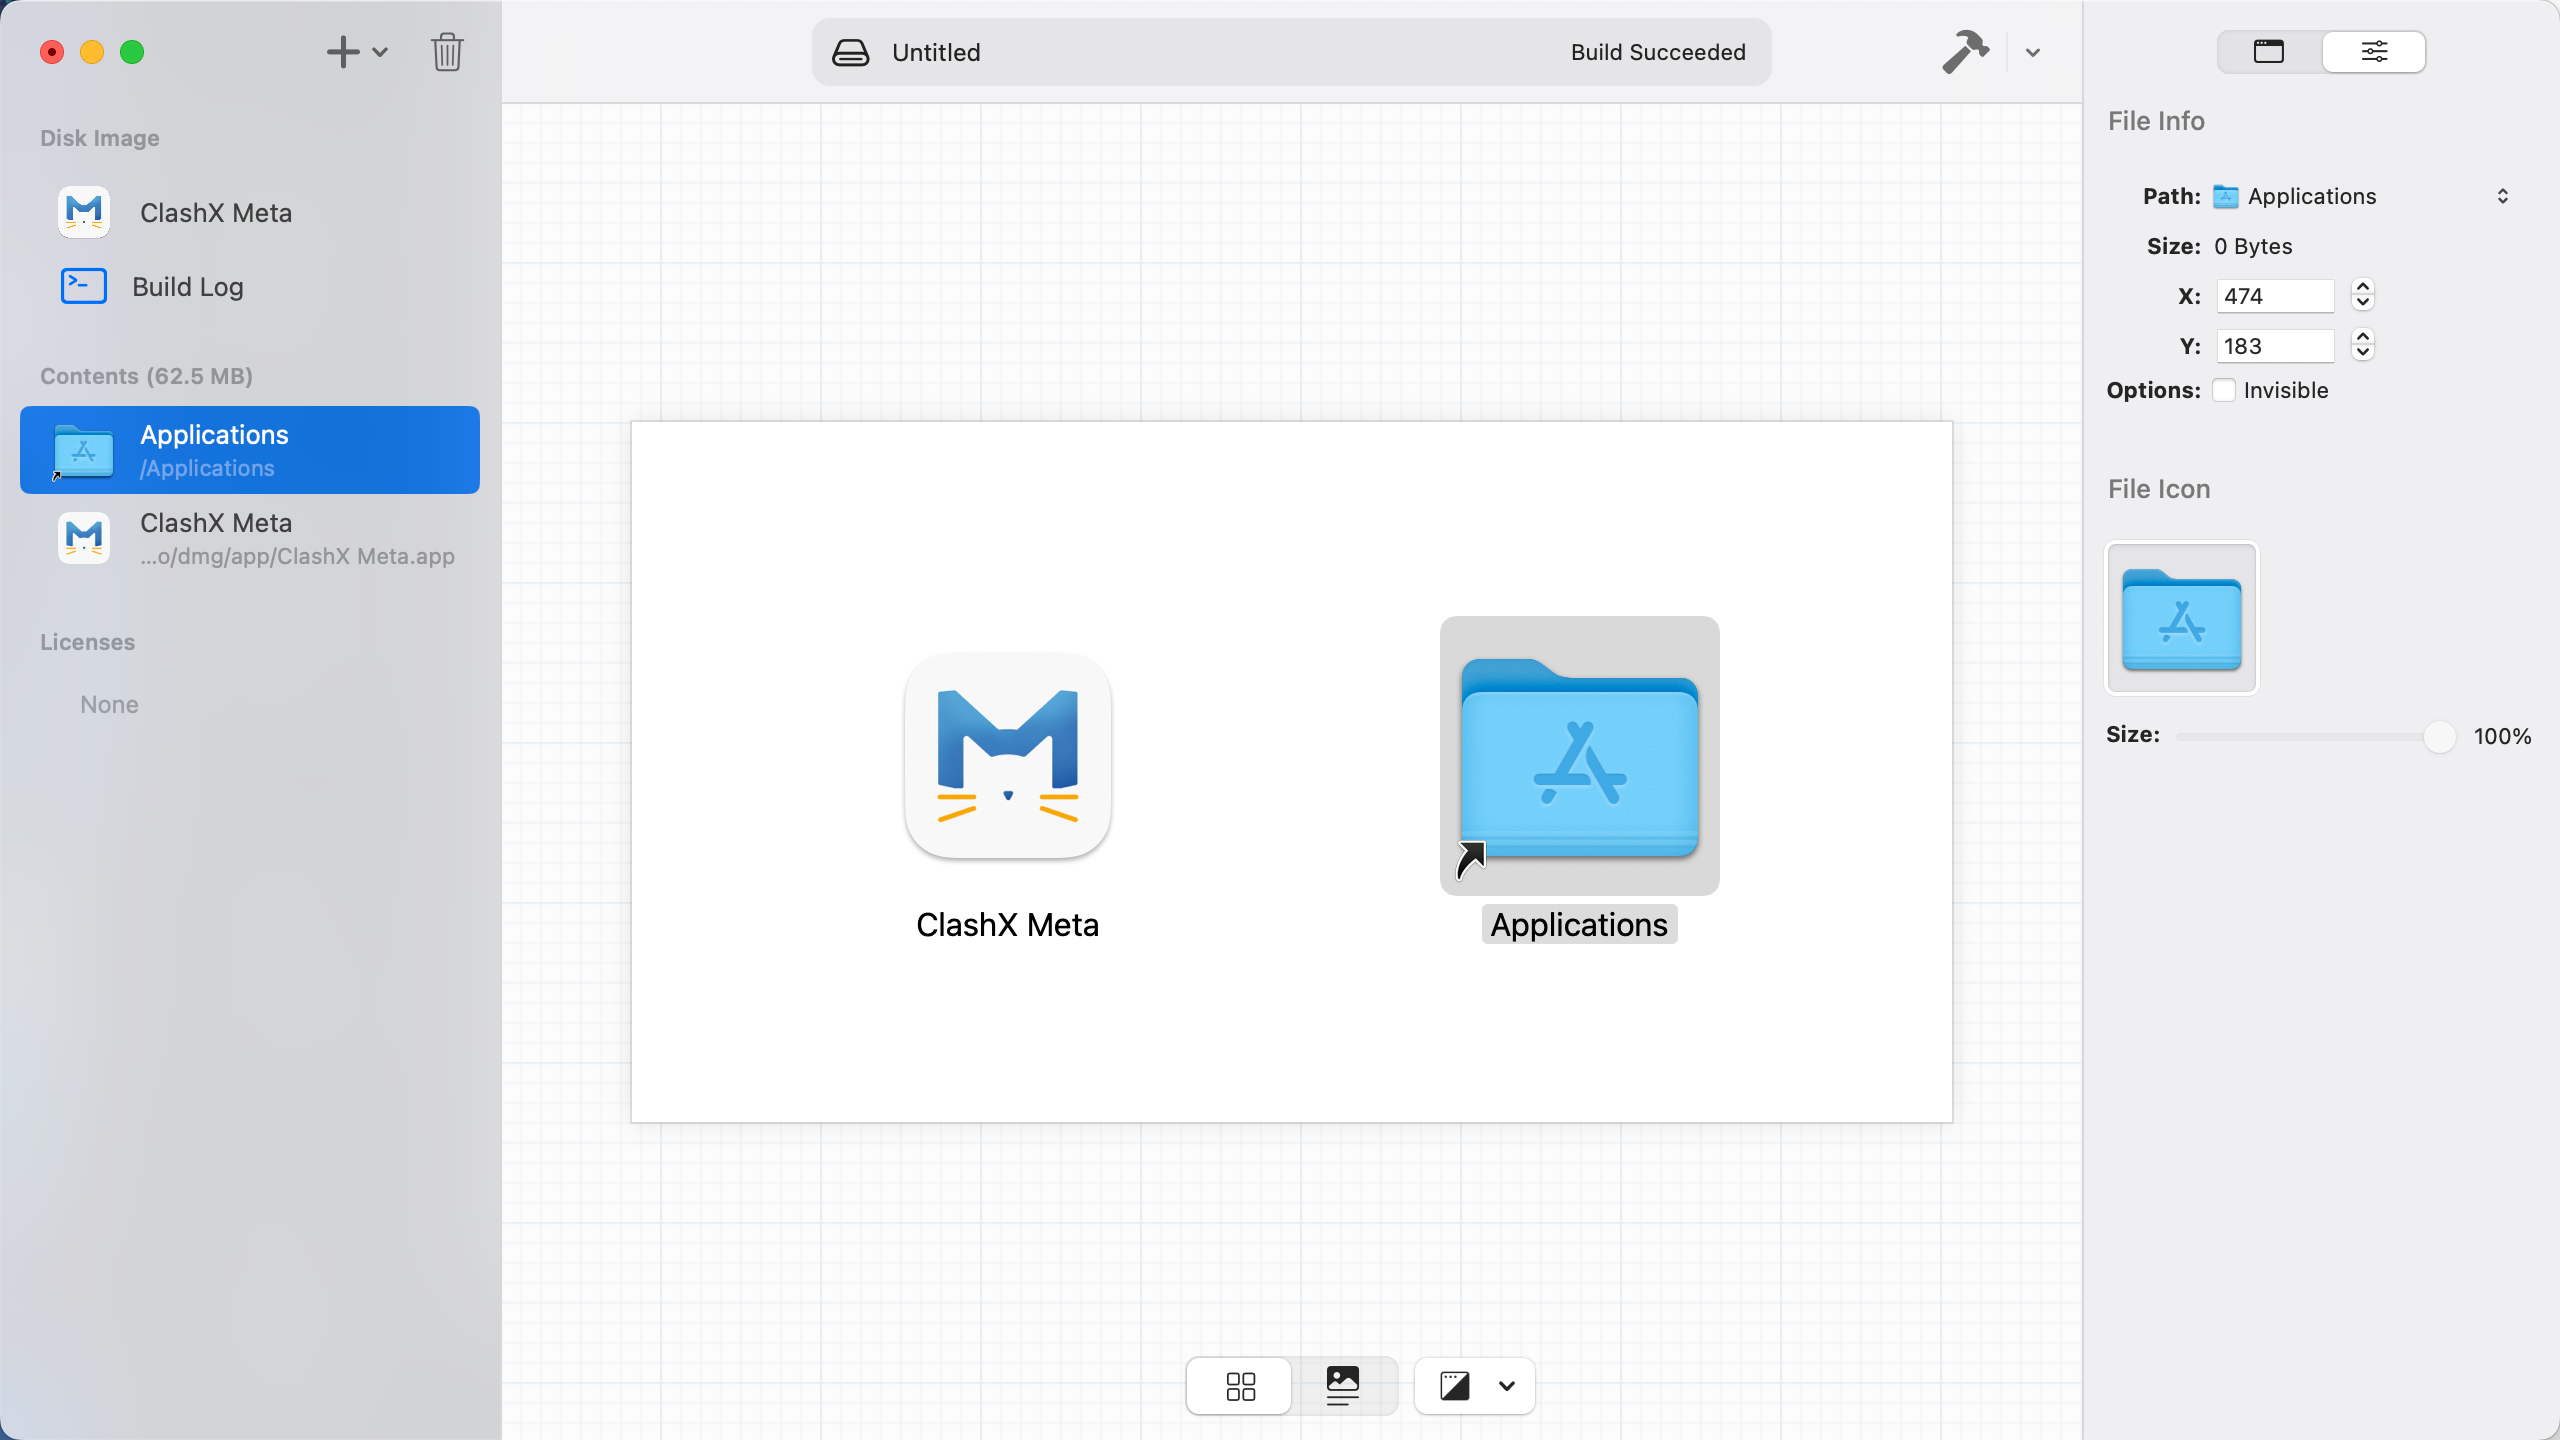 Untitled
Build Succeeded
Disk Image
ClashX Meta
Build Log
Contents (62.5 MB)
Applications
/Applications
ClashX Meta
...o/dmg/app/ClashX Meta.app
Licenses
None
ClashX Meta
Applications
File Info
Path: Applications
Size: 0 Bytes
X: 474
Y: 183
Options: Invisible
File Icon
Size: 100%